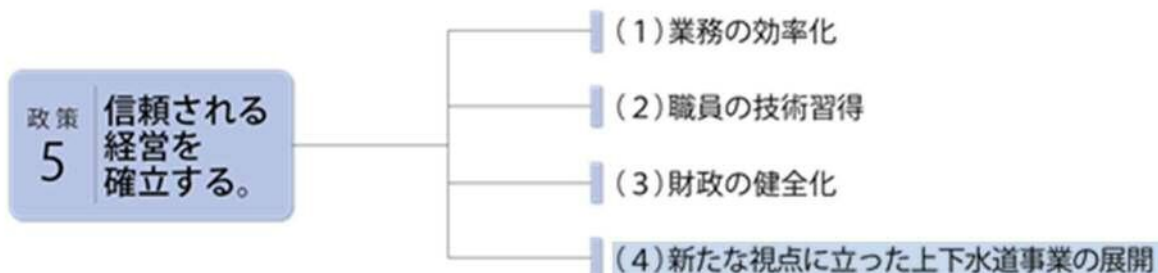 政策
5
信頼される
経営を
確立する。
(1)業務の効率化
(2)職員の技術習得
(3)財政の健全化
(4)新たな視点に立った上下水道事業の展開